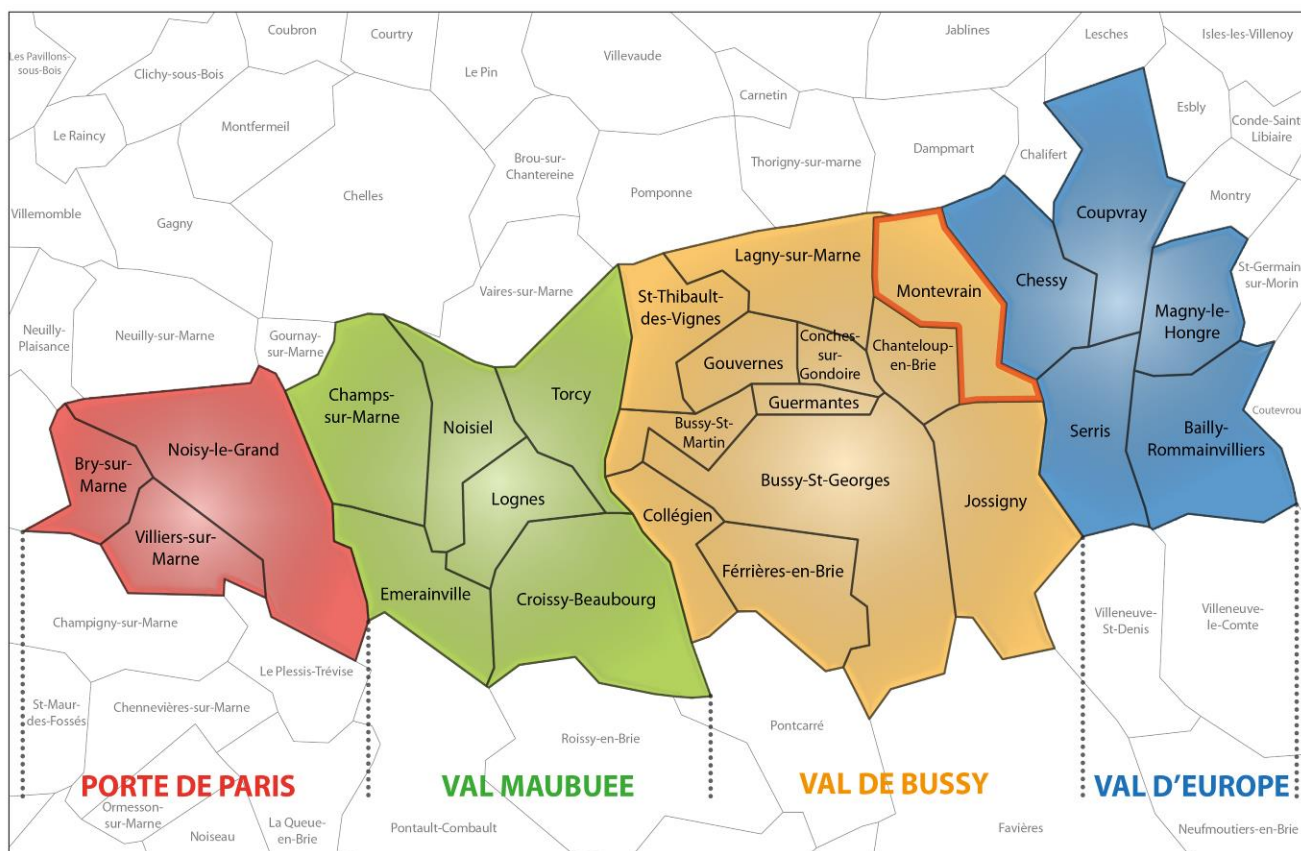 Coubron
Courtry
Jablines
Lesches
Isles-les-Villenoy
Les Pavillons-
sous-Bois
Clichy-sous-Bois
Le Pin
Villevaude
Carnetin
Esbly
Conde-Saint-
Libiaire
Le Raincy
Montfermeil
Brou-sur-
Chantereine
Thorigny-sur-marne
Dampmart
Chalifert
Chelles
Pomponne
Montry
Villemomble
Gagny
Coupvray
Lagny-sur-Marne
St-Germain
sur-Morin
Vaires-sur-Marne
St-Thibault-
des-Vignes
Montevrain
Chessy
Magny-le-
Hongre
Neuilly-
Plaisance
Neuilly-sur-Marne
Gournay-
sur-Marne
Gouvernes
Conches-
sur-
Gondoire
Chanteloup-
en-Brie
Champs-
sur-Marne
Torcy
Guermantes
Noisiel
Bussy-St-
Martin
Serris
Bailly-
Rommainvilliers
Coutevrou
Noisy-le-Grand
Bry-sur-
Marne
Lognes
Bussy-St-Georges
Jossigny
Collégien
Villiers-sur-
Marne
Emerainville
Croissy-Beaubourg
Férrières-en-Brie
Champigny-sur-Marne
Villeneuve-
St-Denis
Villeneuve-
le-Comte
Le Plessis-Trévise
St-Maur-
des-Fossés
Chennevières-sur-Marne
Roissy-en-Brie
Pontcarré
PORTE DE PARIS
VAL MAUBUEE
VAL DE BUSSY
VAL D'EUROPE
Ormesson-
sur-Marne
Noiseau
La Queue-
en-Brie
Pontault-Combault
Favières
Neufmoutiers-en-Brie